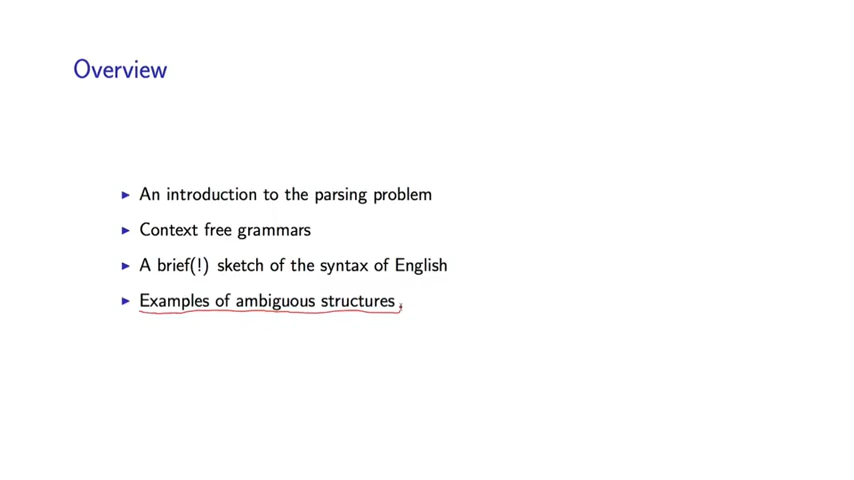 Overview
▶ An introduction to the parsing problem
▶ Context free grammars
▶ A brief(!) sketch of the syntax of English
▶ Examples of ambiguous structures